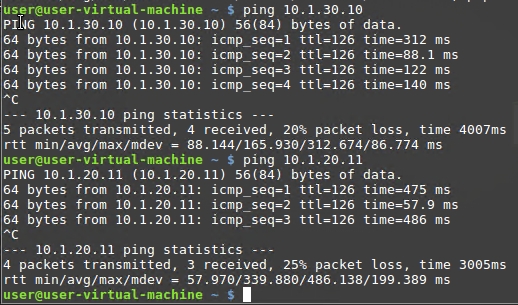 user@user-virtual-machine ~ $ ping 10.1.30.10
PING 10.1.30.10 (10.1.30.10) 56(84) bytes of data.
64 bytes from 10.1.30.10: icmp_seq=1 ttl=126 time=312 ms
64 bytes from 10.1.30.10: icmp_seq=2 ttl=126 time=88.1 ms
64 bytes from 10.1.30.10: icmp_seq=3 ttl=126 time=122 ms
64 bytes from 10.1.30.10: icmp_seq=4 ttl=126 time=140 ms
^C
--- 10.1.30.10 ping statistics ---
5 packets transmitted, 4 received, 20% packet loss, time 4007ms
rtt min/avg/max/mdev = 88.144/165.930/312.674/86.774 ms
user@user-virtual-machine ~ $ ping 10.1.20.11
PING 10.1.20.11 (10.1.20.11) 56(84) bytes of data.
64 bytes from 10.1.20.11: icmp_seq=1 ttl=126 time=475 ms
64 bytes from 10.1.20.11: icmp_seq=2 ttl=126 time=57.9 ms
64 bytes from 10.1.20.11: icmp_seq=3 ttl=126 time=486 ms
^C
--- 10.1.20.11 ping statistics ---
4 packets transmitted, 3 received, 25% packet loss, time 3005ms
rtt min/avg/max/mdev = 57.970/339.880/486.138/199.389 ms
user@user-virtual-machine ~ $